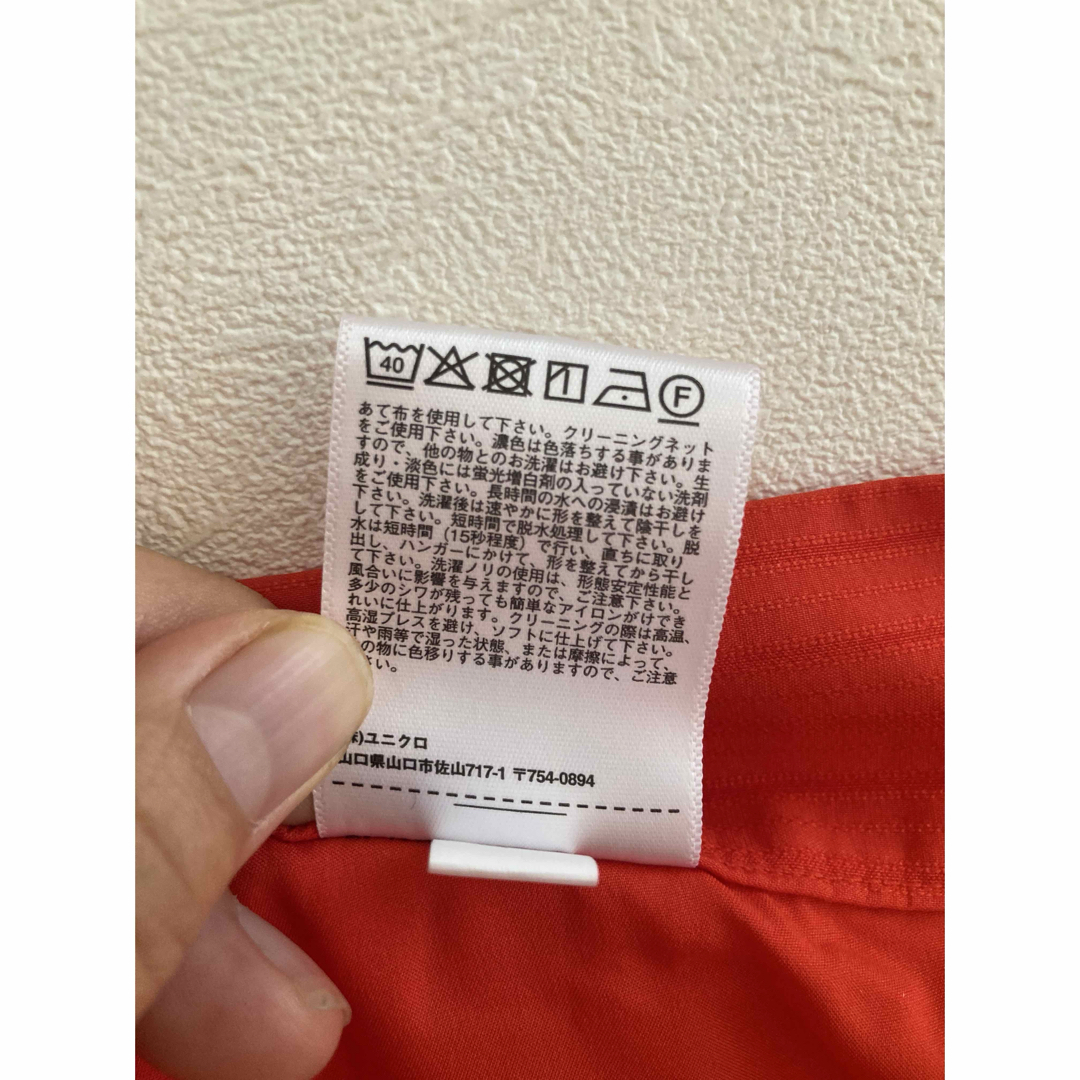 40 F
あて布を使用して下さい。クリーニングネット
をご使用下さい。濃色は色落ちする事がありま
すので、他の物とのお洗濯はお避け下さい。生
成り・淡色には蛍光増白剤の入っていない洗剤
をご使用下さい。長時間の水への浸漬はお避け
下さい。洗濯後は速やかに形を整えて陰干し
して下さい。短時間で脱水処理して下さい。脱
水は短時間（15秒程度）で行い、直ちに取り
出し、ハンガーにかけて、形を整えてから干し
て下さい。洗濯ノリの使用は、形態安定性能と
風合いに影響を与えますので、ご注意下さい。
多少のシワが残っても簡単なアイロンがけでき
れいに仕上がります。クリーニングの際は高温、
高湿プレスを避け、ソフトに仕上げて下さい。
汗や雨等で湿った状態、または摩擦によって、
の物に色移りする事がありますので、ご注意
さい。
株)ユニクロ
山口県山口市佐山717-1 〒754-0894